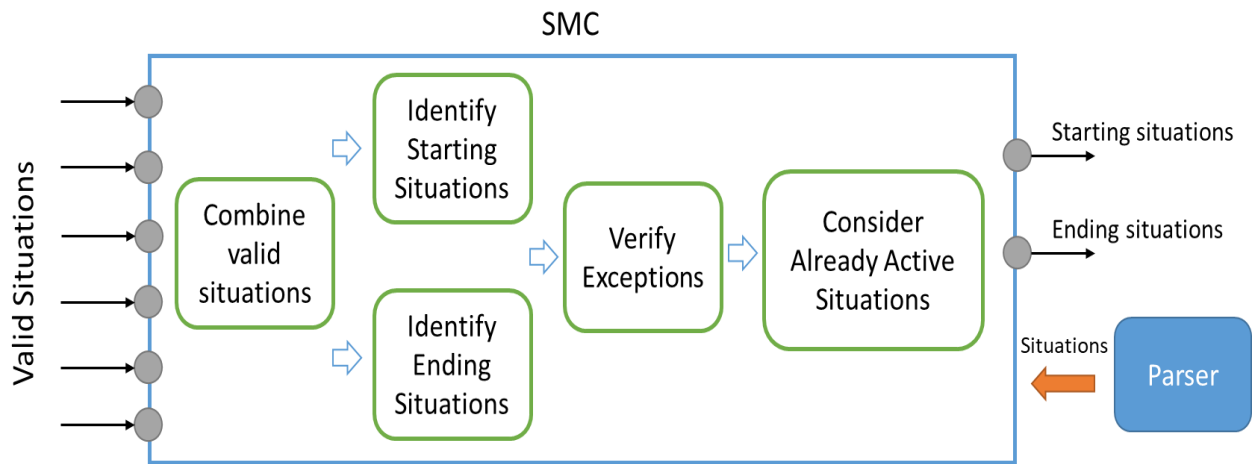 SMC
Valid Situations
Combine
valid
situations
Identify
Starting
Situations
Identify
Ending
Situations
Verify
Exceptions
Consider
Already Active
Situations
Starting situations
Ending situations
Situations
Parser